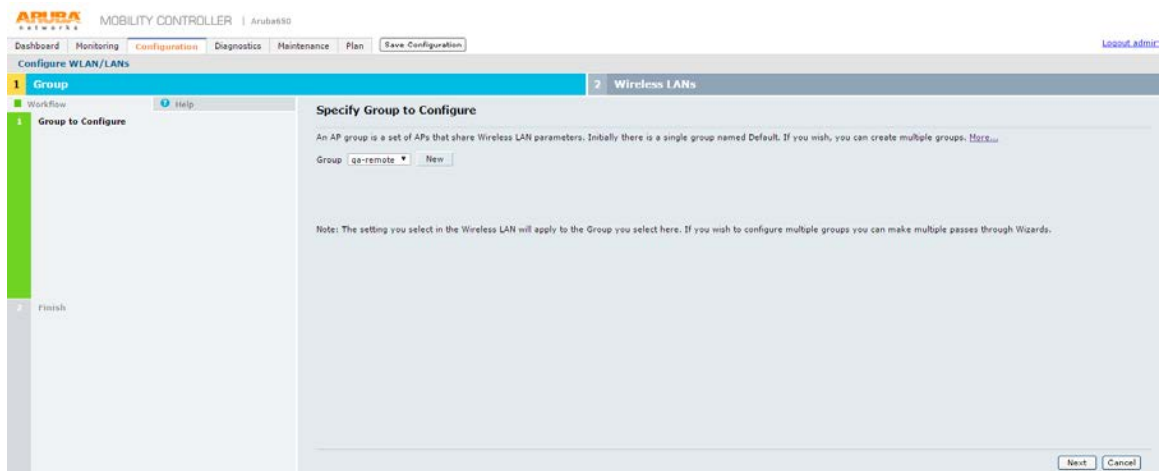 ARUBA networks MOBILITY CONTROLLER | Aruba650
Dashboard Monitoring Configuration Diagnostics Maintenance Plan Save Configuration Logout admin
Configure WLAN/LANs
1 Group 2 Wireless LANs
Workflow Help
1 Group to Configure
Specify Group to Configure
An AP group is a set of APs that share Wireless LAN parameters. Initially there is a single group named Default. If you wish, you can create multiple groups. More...
Group qa-remote New
Note: The setting you select in the Wireless LAN will apply to the Group you select here. If you wish to configure multiple groups you can make multiple passes through Wizards.
2 Finish
Next Cancel